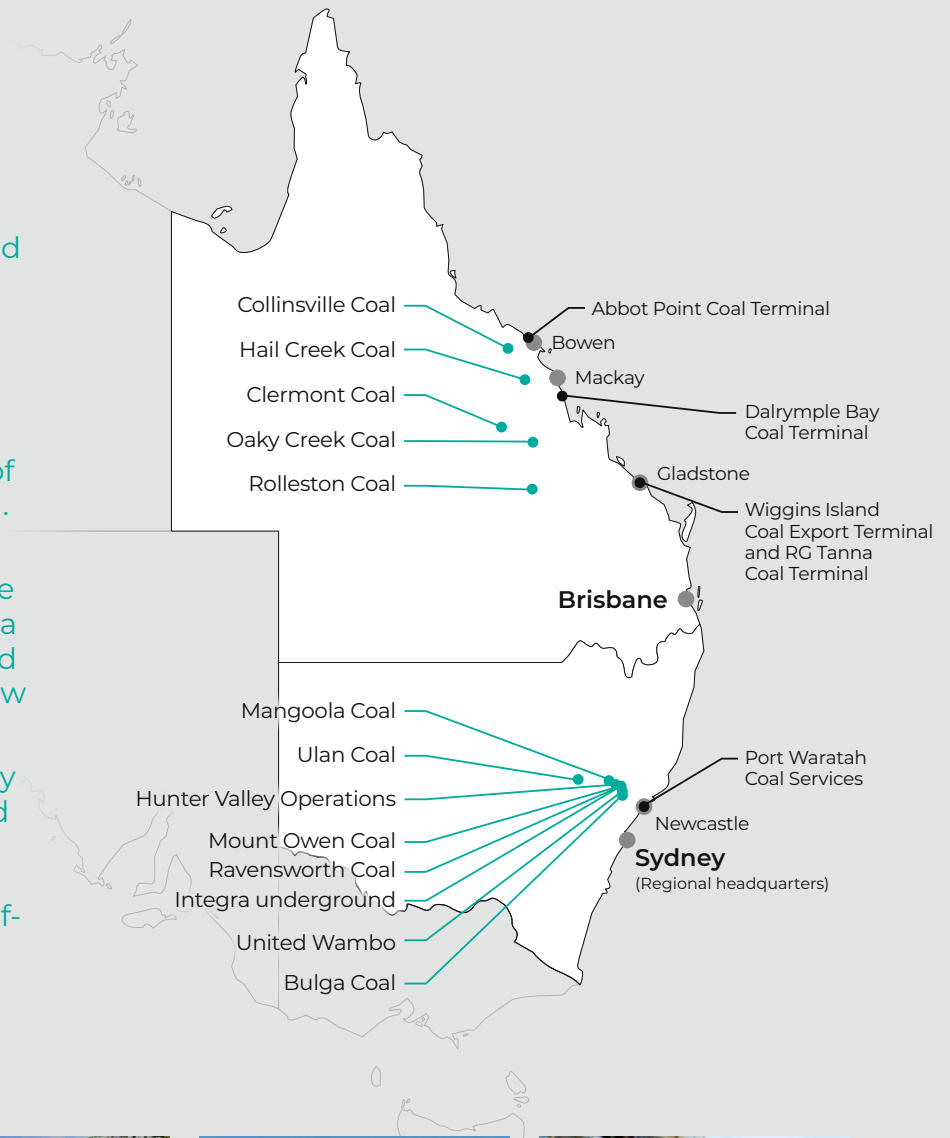 d
of
.
e
a
d
w
y
d
f-
Collinsville Coal
Hail Creek Coal
Clermont Coal
Oaky Creek Coal
Rolleston Coal
Abbot Point Coal Terminal
Bowen
Mackay
Dalrymple Bay
Coal Terminal
Gladstone
Wiggins Island
Coal Export Terminal
and RG Tanna
Coal Terminal
Brisbane
Mangoola Coal
Ulan Coal
Hunter Valley Operations
Mount Owen Coal
Ravensworth Coal
Integra underground
United Wambo
Bulga Coal
Port Waratah
Coal Services
Newcastle
Sydney
(Regional headquarters)